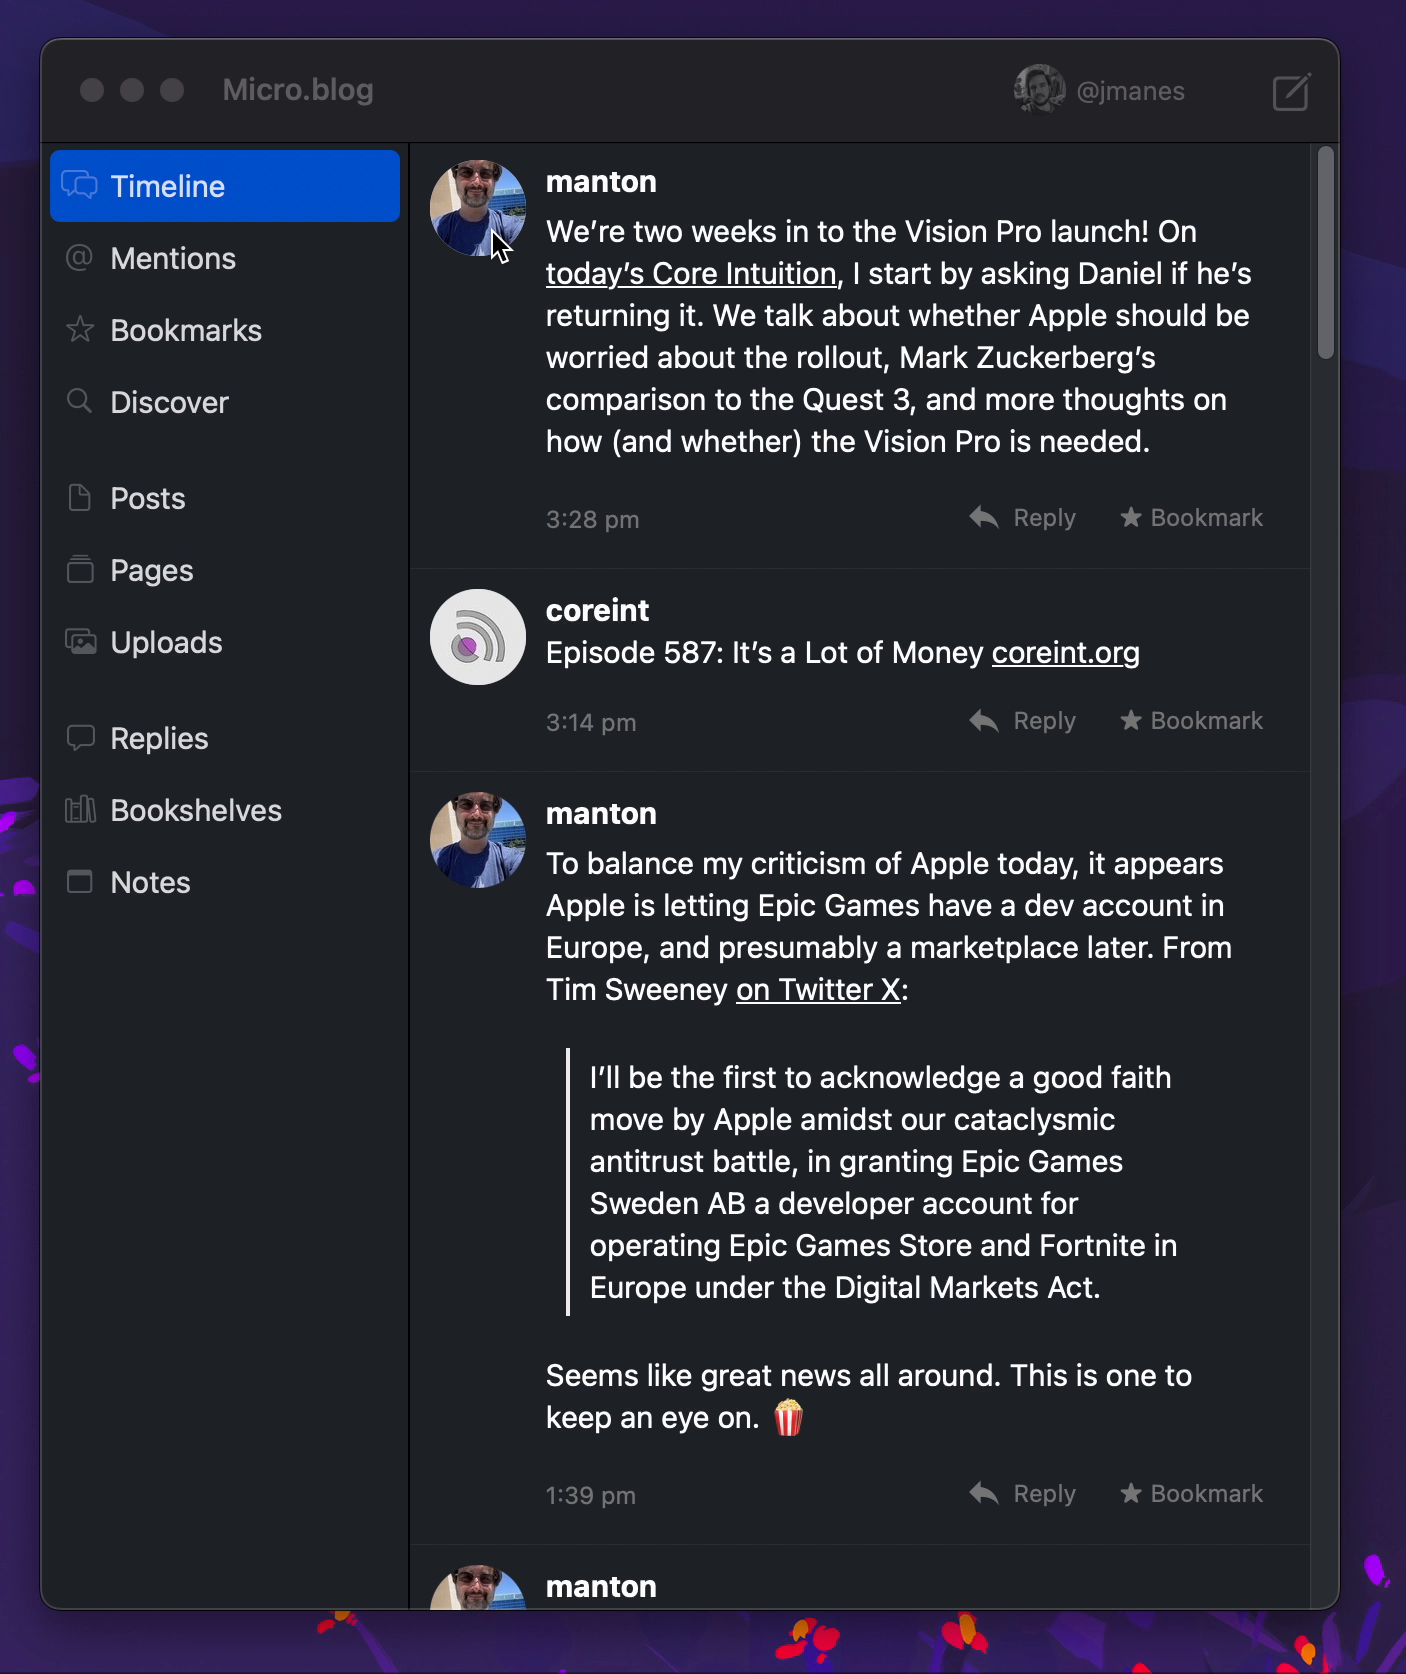 Micro.blog
@jmanes
Timeline
Mentions
Bookmarks
Discover
Posts
Pages
Uploads
Replies
Bookshelves
Notes
manton
We’re two weeks in to the Vision Pro launch! On
today’s Core Intuition, I start by asking Daniel if he’s
returning it. We talk about whether Apple should be
worried about the rollout, Mark Zuckerberg’s
comparison to the Quest 3, and more thoughts on
how (and whether) the Vision Pro is needed.
3:28 pm
Reply
Bookmark
coreint
Episode 587: It’s a Lot of Money coreint.org
3:14 pm
Reply
Bookmark
manton
To balance my criticism of Apple today, it appears
Apple is letting Epic Games have a dev account in
Europe, and presumably a marketplace later. From
Tim Sweeney on Twitter X:
I’ll be the first to acknowledge a good faith
move by Apple amidst our cataclysmic
antitrust battle, in granting Epic Games
Sweden AB a developer account for
operating Epic Games Store and Fortnite in
Europe under the Digital Markets Act.
Seems like great news all around. This is one to
keep an eye on. 🍿
1:39 pm
Reply
Bookmark
manton